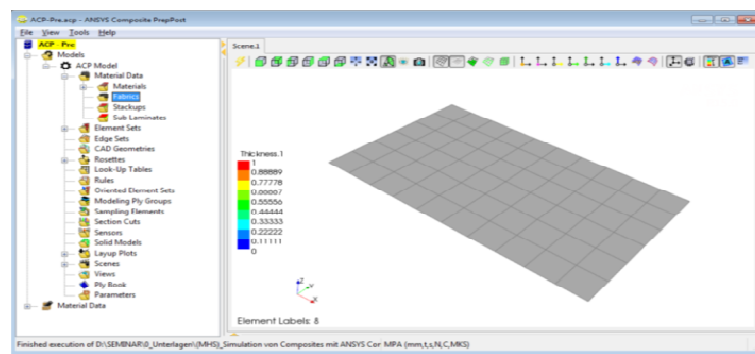 ACP-Pre.acp - ANSYS Composite PrepPost
File View Tools Help
ACP - Pre
Models
ACP Model
Material Data
Materials
Fabrics
Stackups
Sub Laminates
Element Sets
Edge Sets
CAD Geometries
Rosettes
Look-Up Tables
Rules
Oriented Element Sets
Modeling Ply Groups
Sampling Elements
Section Cuts
Sensors
Solid Models
Layup Plots
Scenes
Views
Ply Book
Parameters
Material Data
Scene.1
Thickness.1
1
0.88889
0.77778
0.66667
0.55556
0.44444
0.33333
0.22222
0.11111
0
Z
Y
X
Element Labels: 8
Finished execution of D:\SEMINAR\0_Unterlagen\(MHS)_Simulation von Composites mit ANSYS Cor MPA (mm,t,s,N,C,MKS)